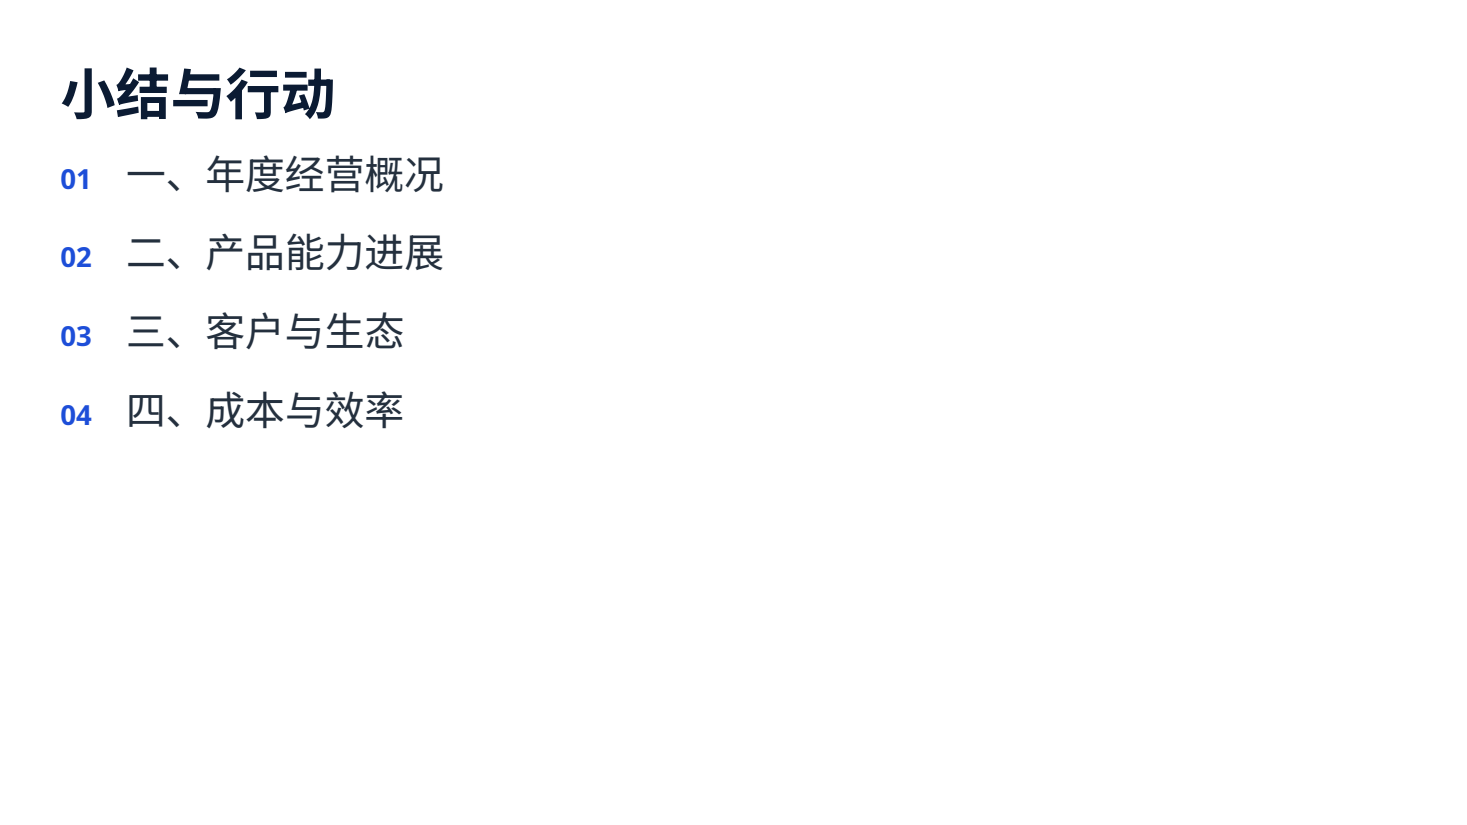 小结与行动
01 一、年度经营概况
02 二、产品能力进展
03 三、客户与生态
04 四、成本与效率